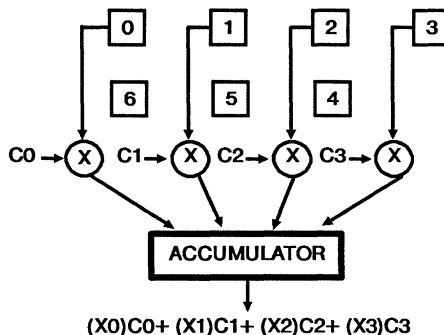 0 1 2 3
6 5 4
C0 X C1 X C2 X C3 X
ACCUMULATOR
(X0)C0+ (X1)C1+ (X2)C2+ (X3)C3